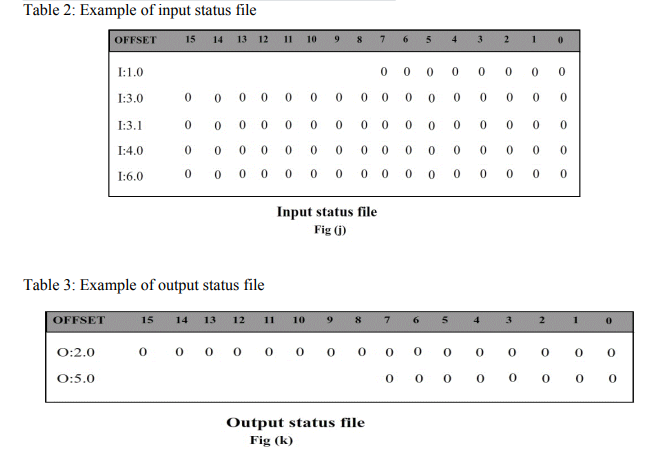 Table 2: Example of input status file
OFFSET 15 14 13 12 11 10 9 8 7 6 5 4 3 2 1 0
I:1.0 0 0 0 0 0 0 0 0
I:3.0 0 0 0 0 0 0 0 0 0 0 0 0 0 0 0 0
I:3.1 0 0 0 0 0 0 0 0 0 0 0 0 0 0 0 0
I:4.0 0 0 0 0 0 0 0 0 0 0 0 0 0 0 0 0
I:6.0 0 0 0 0 0 0 0 0 0 0 0 0 0 0 0 0
Input status file
Fig (j)
Table 3: Example of output status file
OFFSET 15 14 13 12 11 10 9 8 7 6 5 4 3 2 1 0
O:2.0 0 0 0 0 0 0 0 0 0 0 0 0 0 0 0 0
O:5.0 0 0 0 0 0 0 0 0
Output status file
Fig (k)